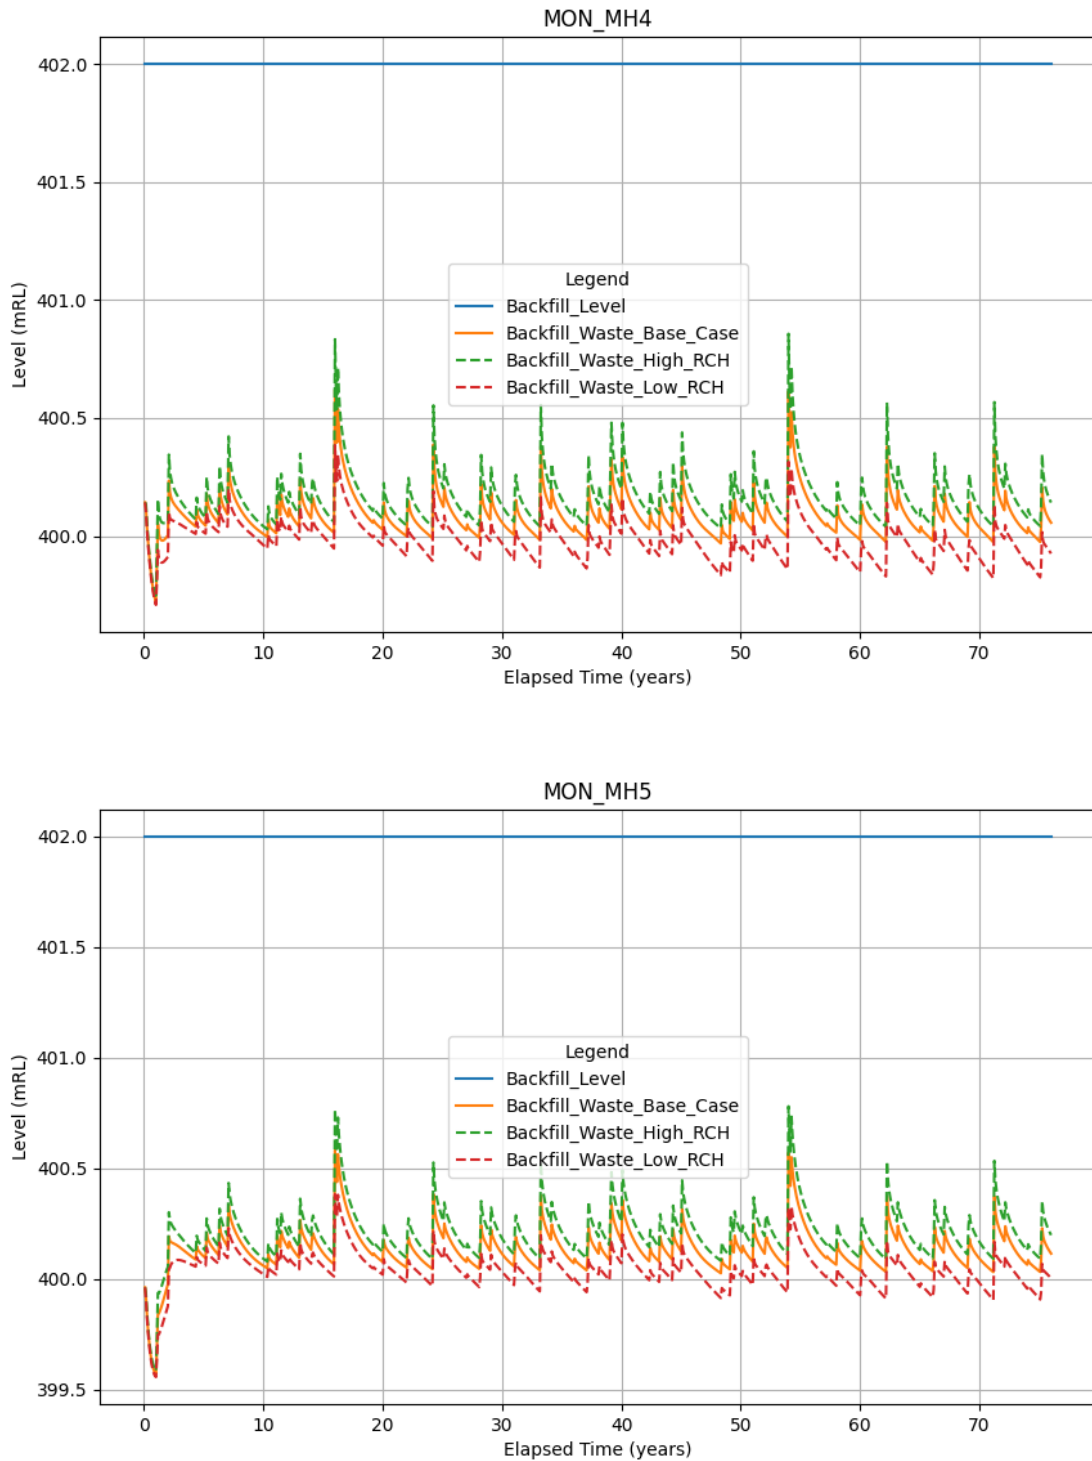 MON_MH4
402.0
401.5
401.0
400.5
400.0
Level (mRL)
Legend
Backfill_Level
Backfill_Waste_Base_Case
Backfill_Waste_High_RCH
Backfill_Waste_Low_RCH
0 10 20 30 40 50 60 70
Elapsed Time (years)
MON_MH5
402.0
401.5
401.0
400.5
400.0
399.5
Level (mRL)
Legend
Backfill_Level
Backfill_Waste_Base_Case
Backfill_Waste_High_RCH
Backfill_Waste_Low_RCH
0 10 20 30 40 50 60 70
Elapsed Time (years)